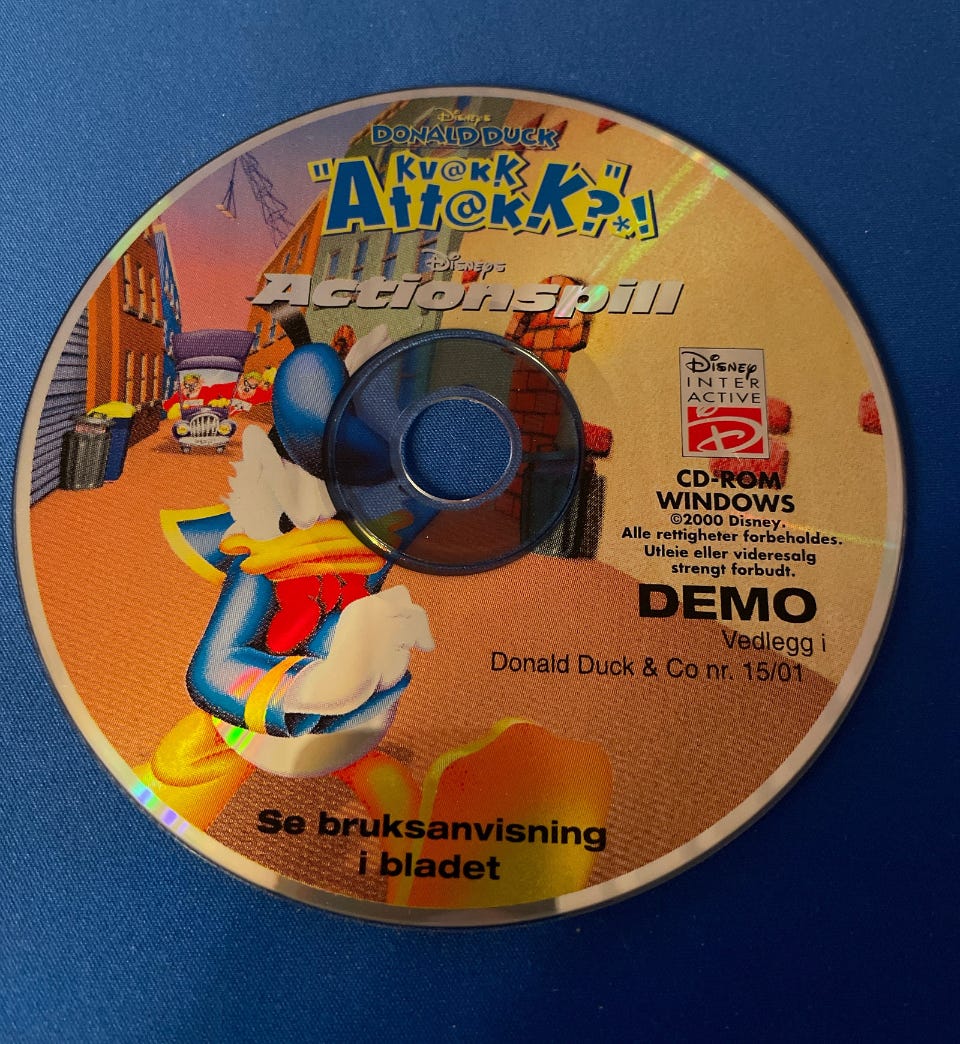 Disney's
DONALD DUCK
"Kv@kK
Att@kK?*!"
Disney's
Actionspill
Disney
INTER
ACTIVE
D
CD-ROM
WINDOWS
©2000 Disney.
Alle rettigheter forbeholdes.
Utleie eller videresalg
strengt forbudt.
DEMO
Vedlegg i
Donald Duck & Co nr. 15/01
Se bruksanvisning
i bladet